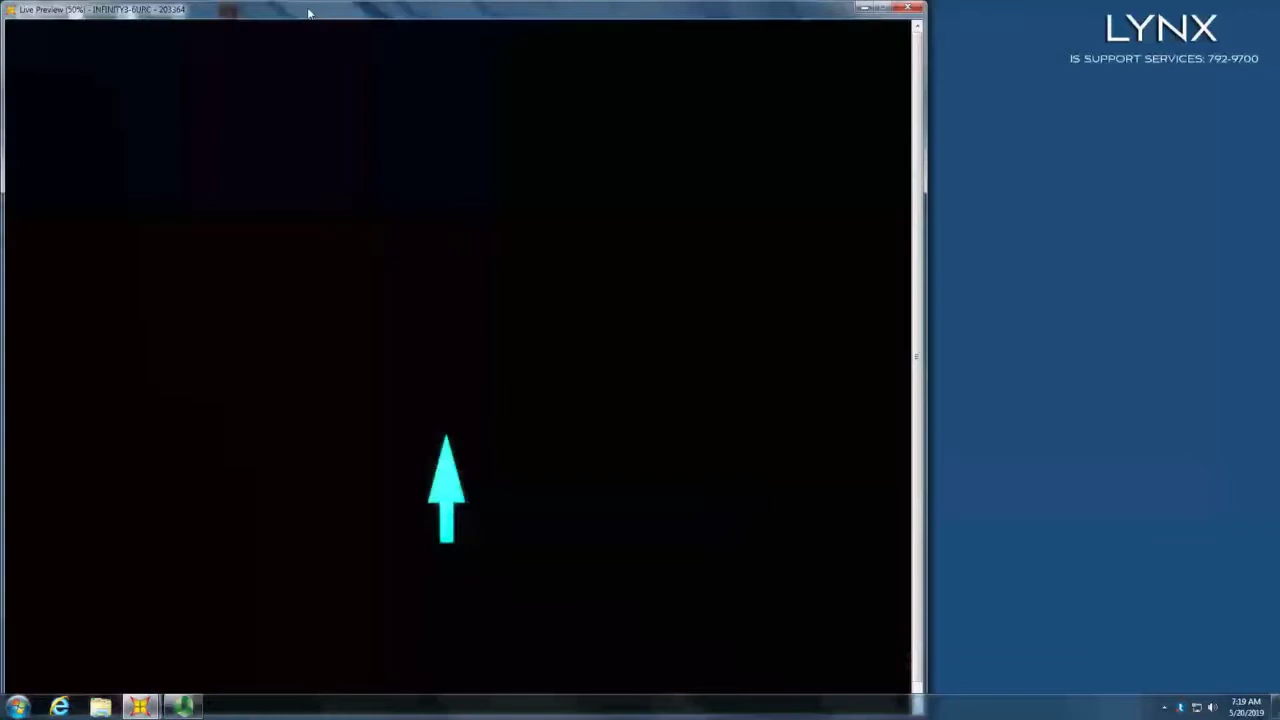 Live Preview (50%) - INFINITY3-6URC - 203364
LYNX
IS SUPPORT SERVICES: 792-9700
7:19 AM
5/20/2019